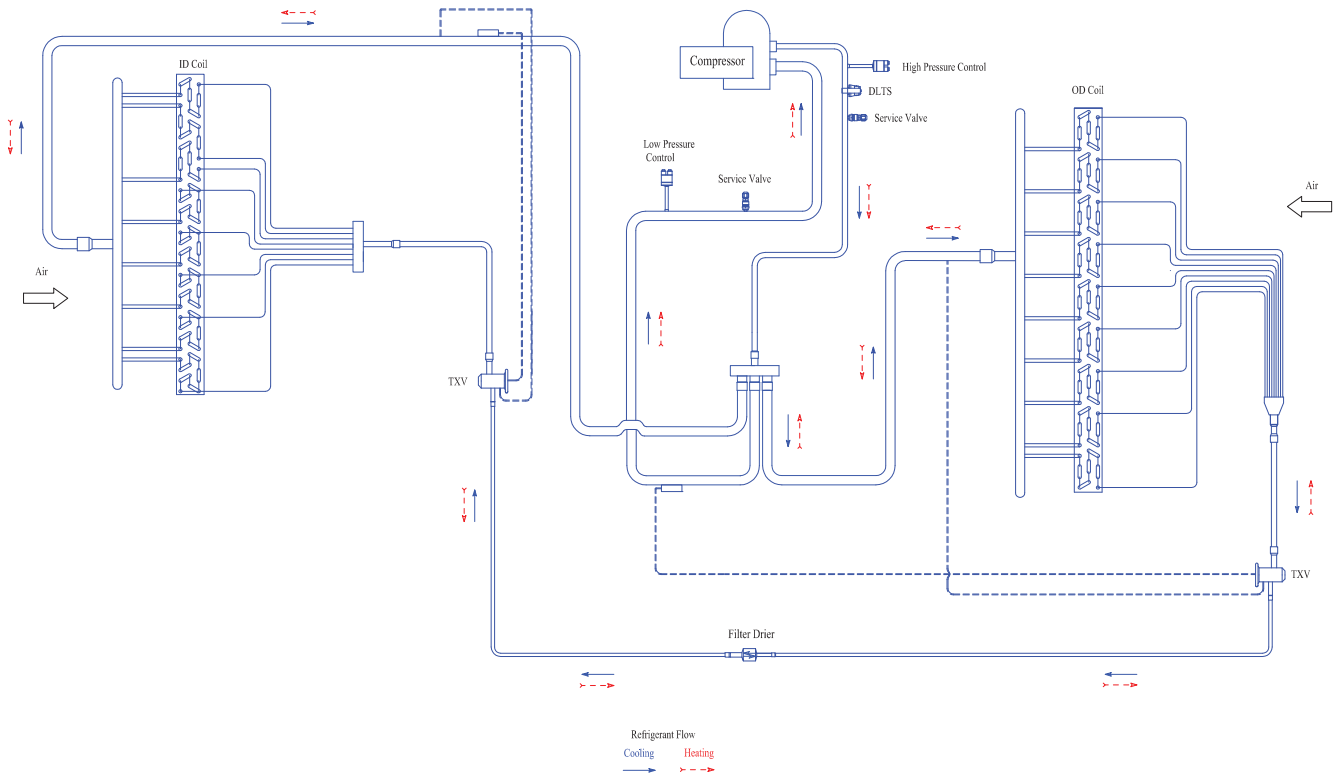 ID Coil
Compressor
High Pressure Control
DLTS
OD Coil
Service Valve
Low Pressure
Control
Service Valve
Air
Air
TXV
TXV
Filter Drier
Refrigerant Flow
Cooling
Heating